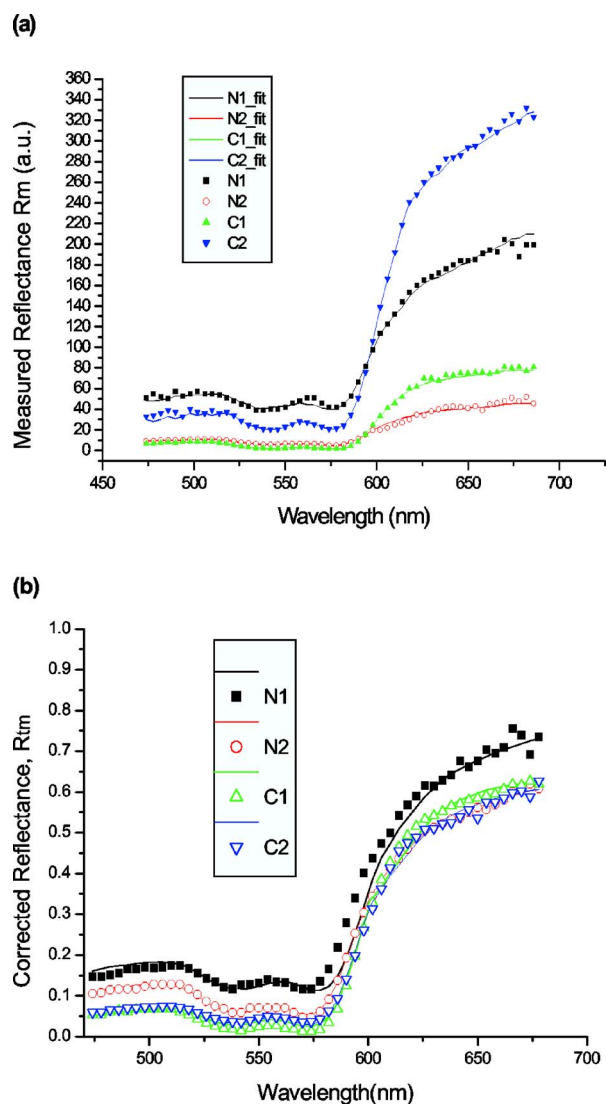 (a)
N1_fit
N2_fit
C1_fit
C2_fit
N1
N2
C1
C2
360
340
320
300
280
260
240
220
200
180
160
140
120
100
80
60
40
20
0
Measured Reflectance Rm (a.u.)
450 500 550 600 650 700
Wavelength (nm)
(b)
N1
N2
C1
C2
1.0
0.9
0.8
0.7
0.6
0.5
0.4
0.3
0.2
0.1
0.0
Corrected Reflectance, Rtm
500 550 600 650 700
Wavelength(nm)